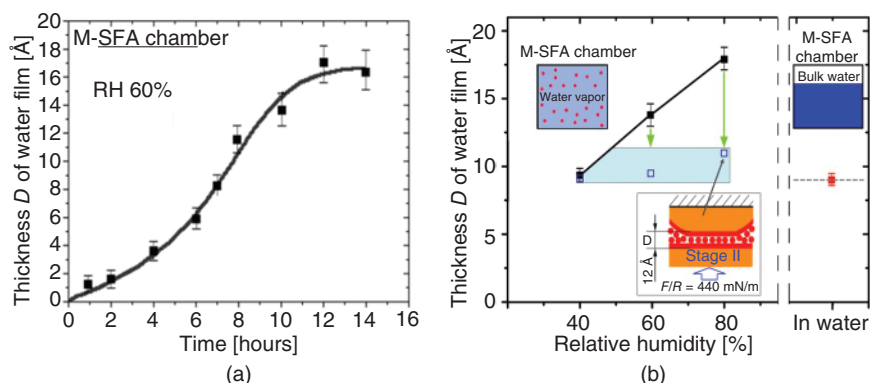 (a)
Thickness D of water film [Å]
20
18
16
14
12
10
8
6
4
2
0
M-SFA chamber
RH 60%
0 2 4 6 8 10 12 14 16
Time [hours]
(a)
(b)
Thickness D of water film [Å]
20
15
10
5
0
M-SFA chamber
Water vapor
D
12 Å
Stage II
F/R = 440 mN/m
40 60 80
Relative humidity [%]
M-SFA
chamber
Bulk water
In water
(b)